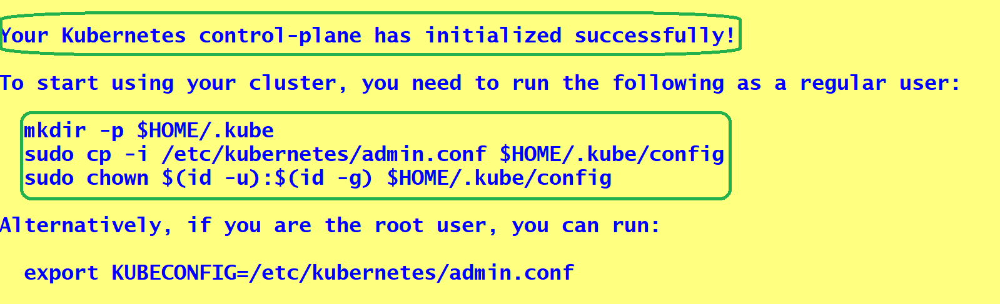 Your Kubernetes control-plane has initialized successfully!
To start using your cluster, you need to run the following as a regular user:
mkdir -p $HOME/.kube
sudo cp -i /etc/kubernetes/admin.conf $HOME/.kube/config
sudo chown $(id -u):$(id -g) $HOME/.kube/config
Alternatively, if you are the root user, you can run:
export KUBECONFIG=/etc/kubernetes/admin.conf